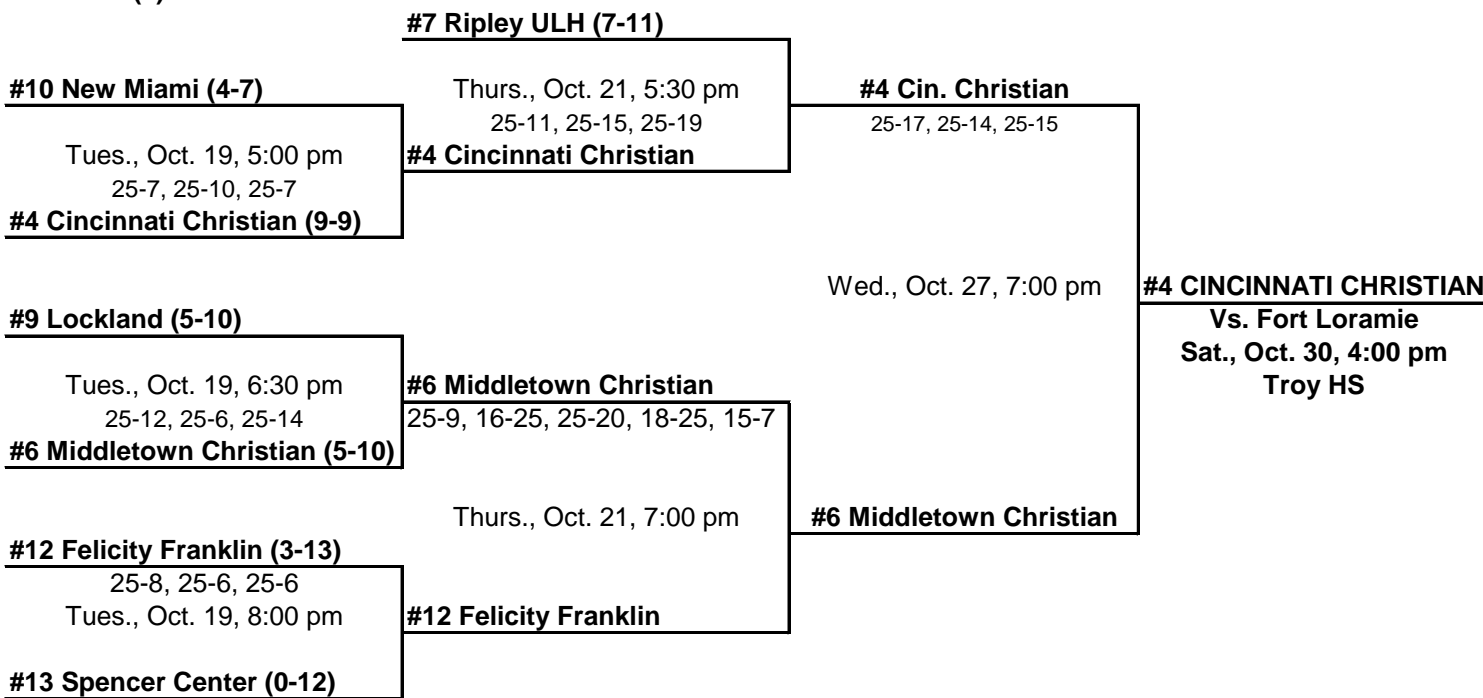 #7 Ripley ULH (7-11)
#10 New Miami (4-7)
Thurs., Oct. 21, 5:30 pm
#4 Cin. Christian
25-11, 25-15, 25-19
25-17, 25-14, 25-15
Tues., Oct. 19, 5:00 pm
#4 Cincinnati Christian
25-7, 25-10, 25-7
#4 Cincinnati Christian (9-9)
Wed., Oct. 27, 7:00 pm
#4 CINCINNATI CHRISTIAN
#9 Lockland (5-10)
Vs. Fort Loramie
Sat., Oct. 30, 4:00 pm
Tues., Oct. 19, 6:30 pm
#6 Middletown Christian
Troy HS
25-12, 25-6, 25-14
25-9, 16-25, 25-20, 18-25, 15-7
#6 Middletown Christian (5-10)
Thurs., Oct. 21, 7:00 pm
#6 Middletown Christian
#12 Felicity Franklin (3-13)
25-8, 25-6, 25-6
Tues., Oct. 19, 8:00 pm
#12 Felicity Franklin
#13 Spencer Center (0-12)